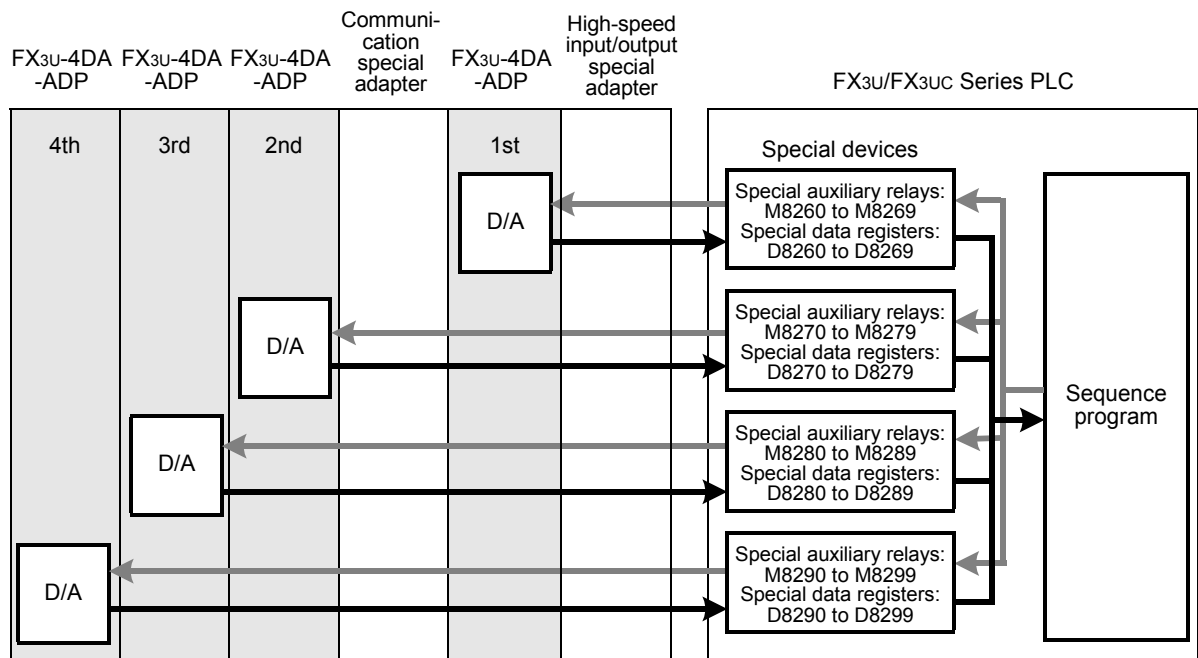 FX3U-4DA
-ADP
FX3U-4DA
-ADP
FX3U-4DA
-ADP
Communi-
cation
special
adapter
FX3U-4DA
-ADP
High-speed
input/output
special
adapter
FX3U/FX3UC Series PLC
4th
3rd
2nd
1st
Special devices
D/A
Special auxiliary relays:
M8260 to M8269
Special data registers:
D8260 to D8269
D/A
Special auxiliary relays:
M8270 to M8279
Special data registers:
D8270 to D8279
Sequence
program
D/A
Special auxiliary relays:
M8280 to M8289
Special data registers:
D8280 to D8289
D/A
Special auxiliary relays:
M8290 to M8299
Special data registers:
D8290 to D8299